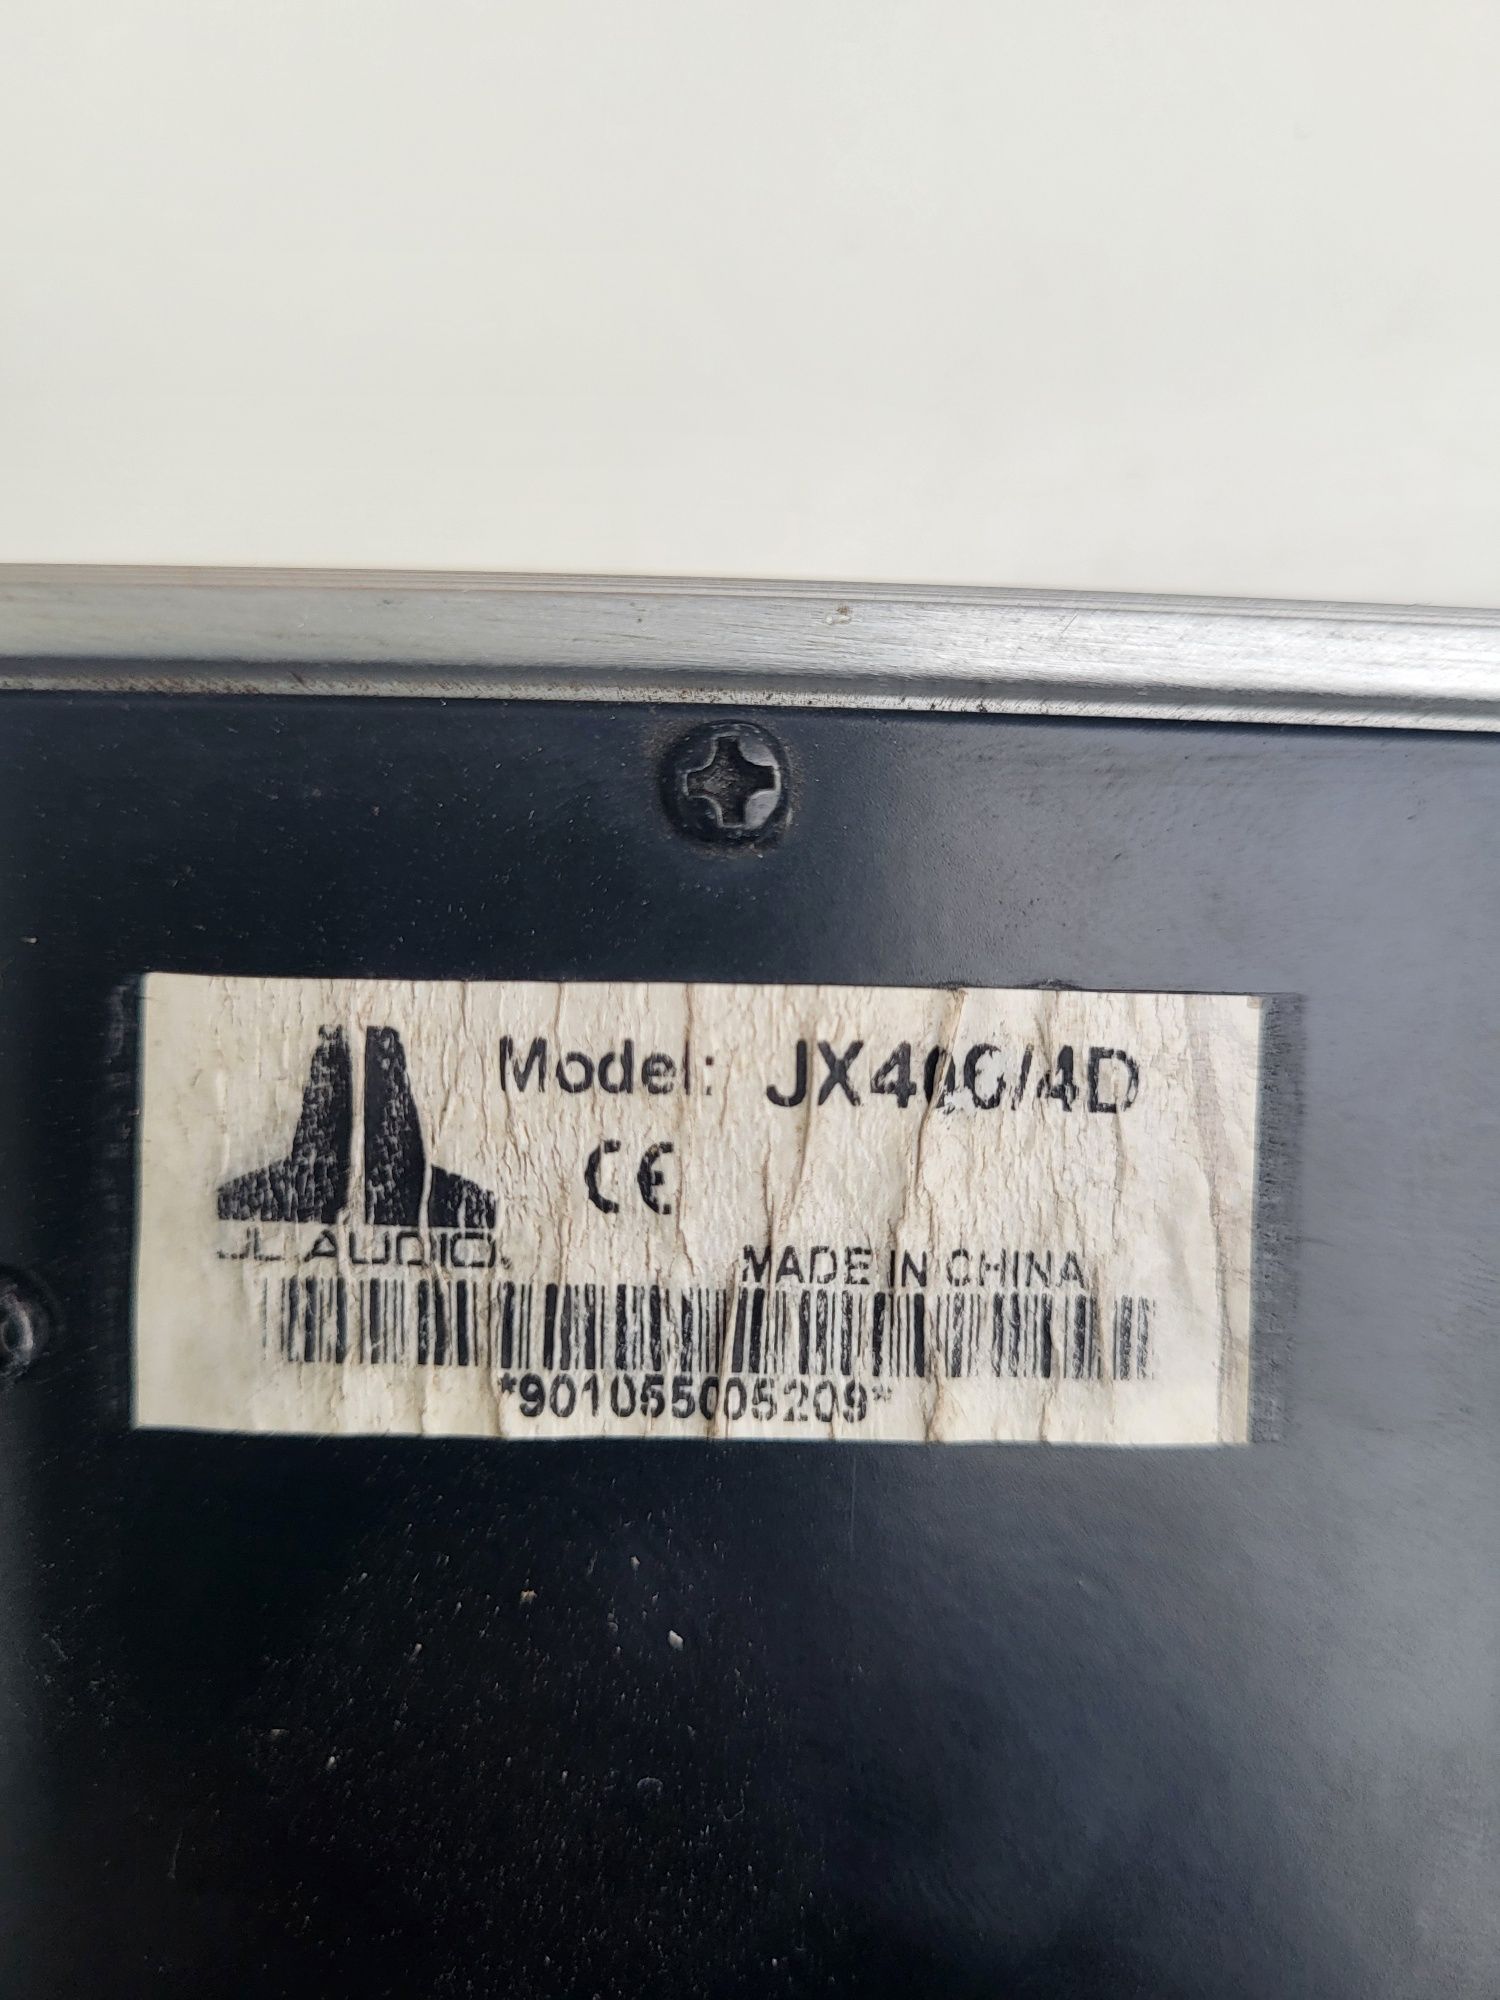 Model: JX400/4D
CE
JL AUDIO.
MADE IN CHINA
*901055005209*